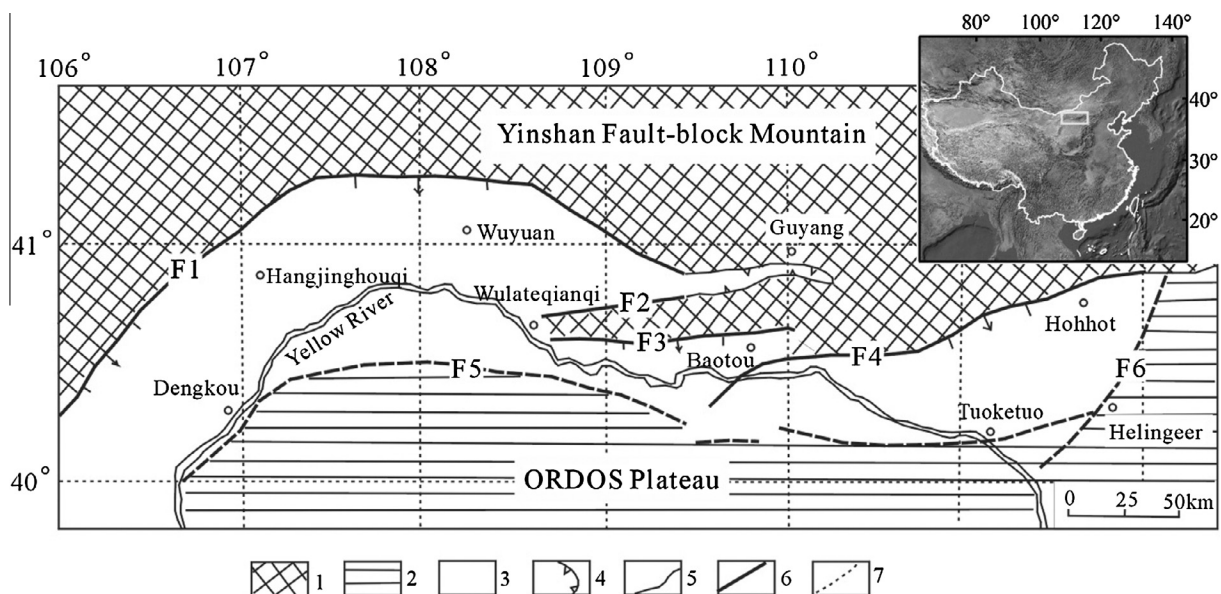 80° 100° 120° 140°
106° 107° 108° 109° 110°
40°
30°
20°
Yinshan Fault-block Mountain
Guyang
41°
Wuyuan
F1
Hangjinghouqi
Wulateqianqi
F2
Yellow River
F3
Hohhot
Baotou
F4
F5
F6
Dengkou
Tuoketuo
Helingeer
40°
ORDOS Plateau
0 25 50km
1 2 3 4 5 6 7